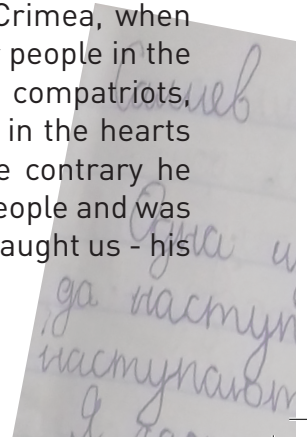 Crimea, when
people in the
compatriots,
in the hearts
e contrary he
eople and was
aught us - his
Одна и
да наступ
наступают
Я